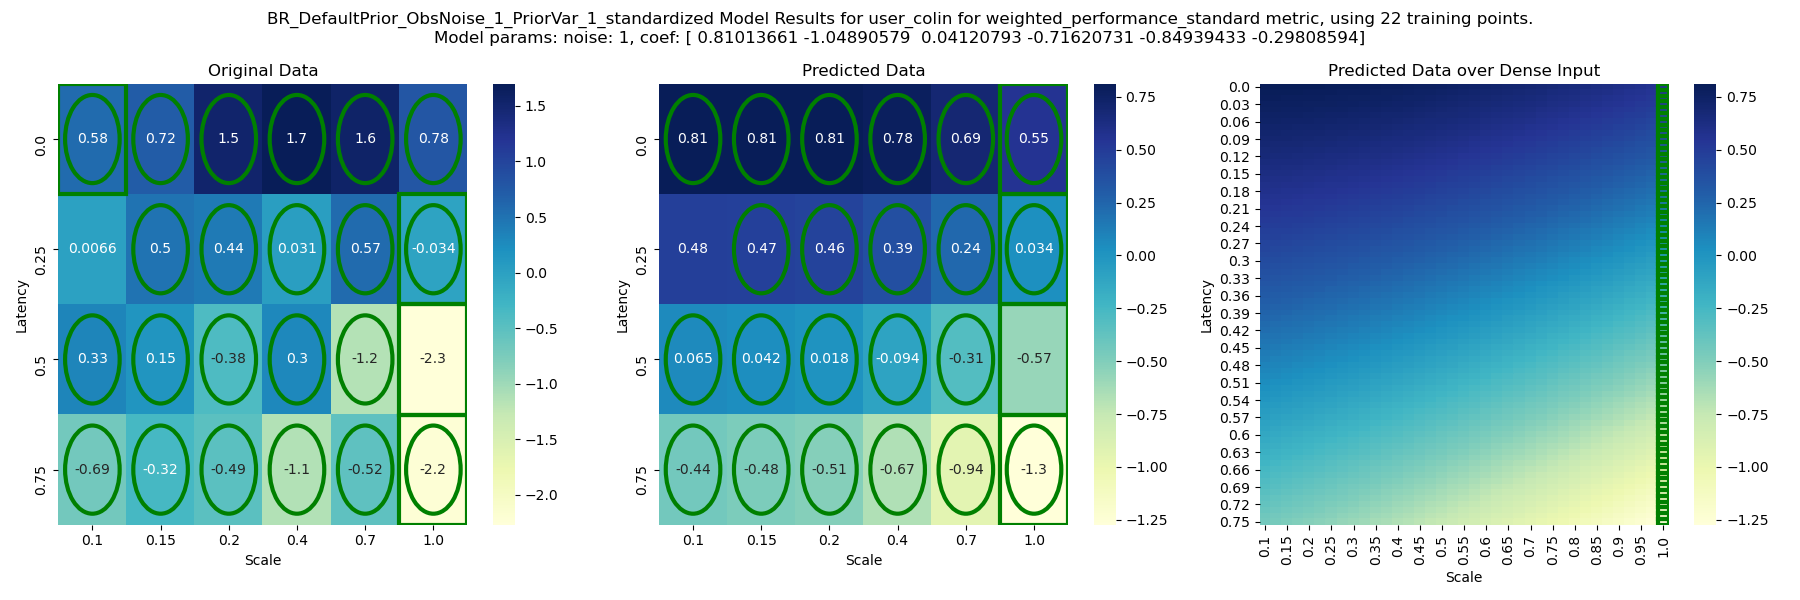 BR_DefaultPrior_ObsNoise_1_PriorVar_1_standardized Model Results for user_colin for weighted_performance_standard metric, using 22 training points.
Model params: noise: 1, coef: [ 0.81013661 -1.04890579  0.04120793 -0.71620731 -0.84939433 -0.29808594]
Original Data
Latency
0.0
0.25
0.5
0.75
0.58 0.72 1.5 1.7 1.6 0.78
0.0066 0.5 0.44 0.031 0.57 -0.034
0.33 0.15 -0.38 0.3 -1.2 -2.3
-0.69 -0.32 -0.49 -1.1 -0.52 -2.2
0.1 0.15 0.2 0.4 0.7 1.0
Scale
1.5
1.0
0.5
0.0
−0.5
−1.0
−1.5
−2.0
Predicted Data
Latency
0.0
0.25
0.5
0.75
0.81 0.81 0.81 0.78 0.69 0.55
0.48 0.47 0.46 0.39 0.24 0.034
0.065 0.042 0.018 -0.094 -0.31 -0.57
-0.44 -0.48 -0.51 -0.67 -0.94 -1.3
0.1 0.15 0.2 0.4 0.7 1.0
Scale
0.75
0.50
0.25
0.00
−0.25
−0.50
−0.75
−1.00
−1.25
Predicted Data over Dense Input
Latency
0.0
0.03
0.06
0.09
0.12
0.15
0.18
0.21
0.24
0.27
0.3
0.33
0.36
0.39
0.42
0.45
0.48
0.51
0.54
0.57
0.6
0.63
0.66
0.69
0.72
0.75
0.1 0.15 0.2 0.25 0.3 0.35 0.4 0.45 0.5 0.55 0.6 0.65 0.7 0.75 0.8 0.85 0.9 0.95 1.0
Scale
0.75
0.50
0.25
0.00
−0.25
−0.50
−0.75
−1.00
−1.25